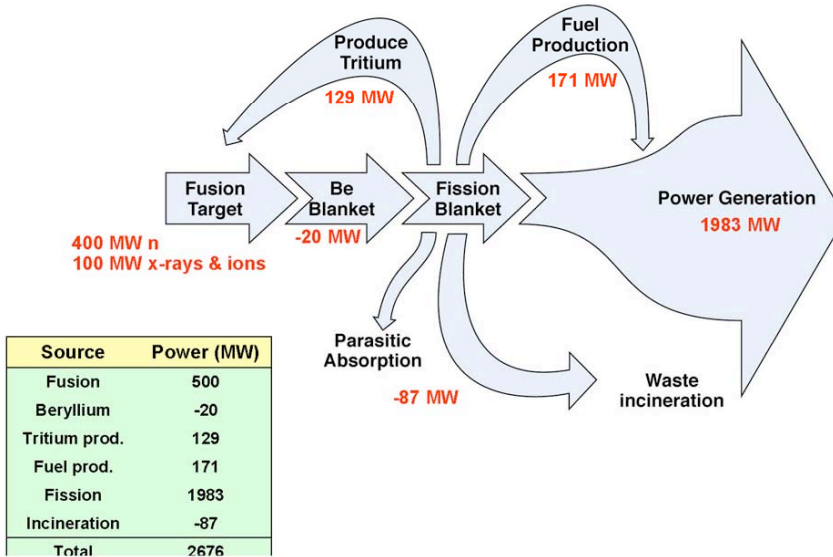 Produce
Tritium
129 MW
Fuel
Production
171 MW
Fusion
Target
Be
Blanket
Fission
Blanket
Power Generation
1983 MW
-20 MW
400 MW n
100 MW x-rays & ions
Parasitic
Absorption
-87 MW
Waste
incineration
Source Power (MW)
Fusion 500
Beryllium -20
Tritium prod. 129
Fuel prod. 171
Fission 1983
Incineration -87
Total 2676